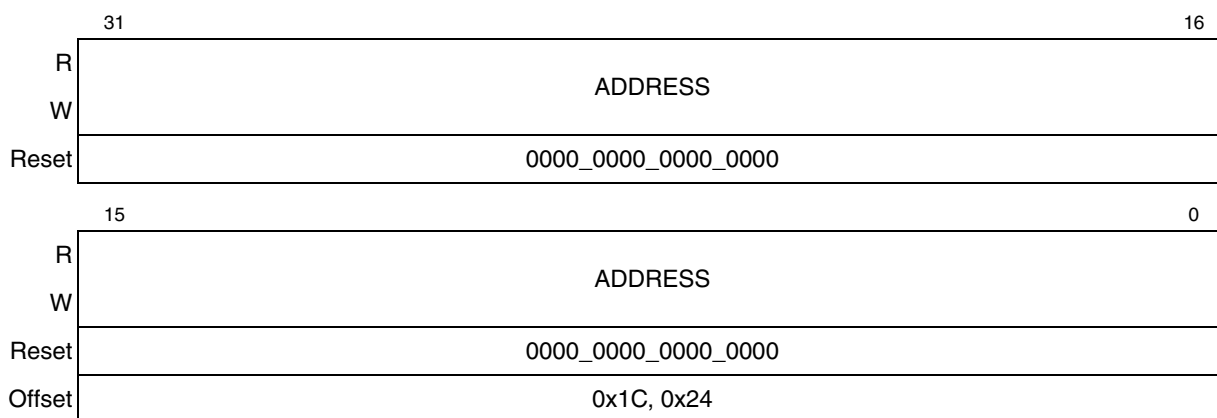 31 16
R
ADDRESS
W
Reset 0000_0000_0000_0000
15 0
R
ADDRESS
W
Reset 0000_0000_0000_0000
Offset 0x1C, 0x24